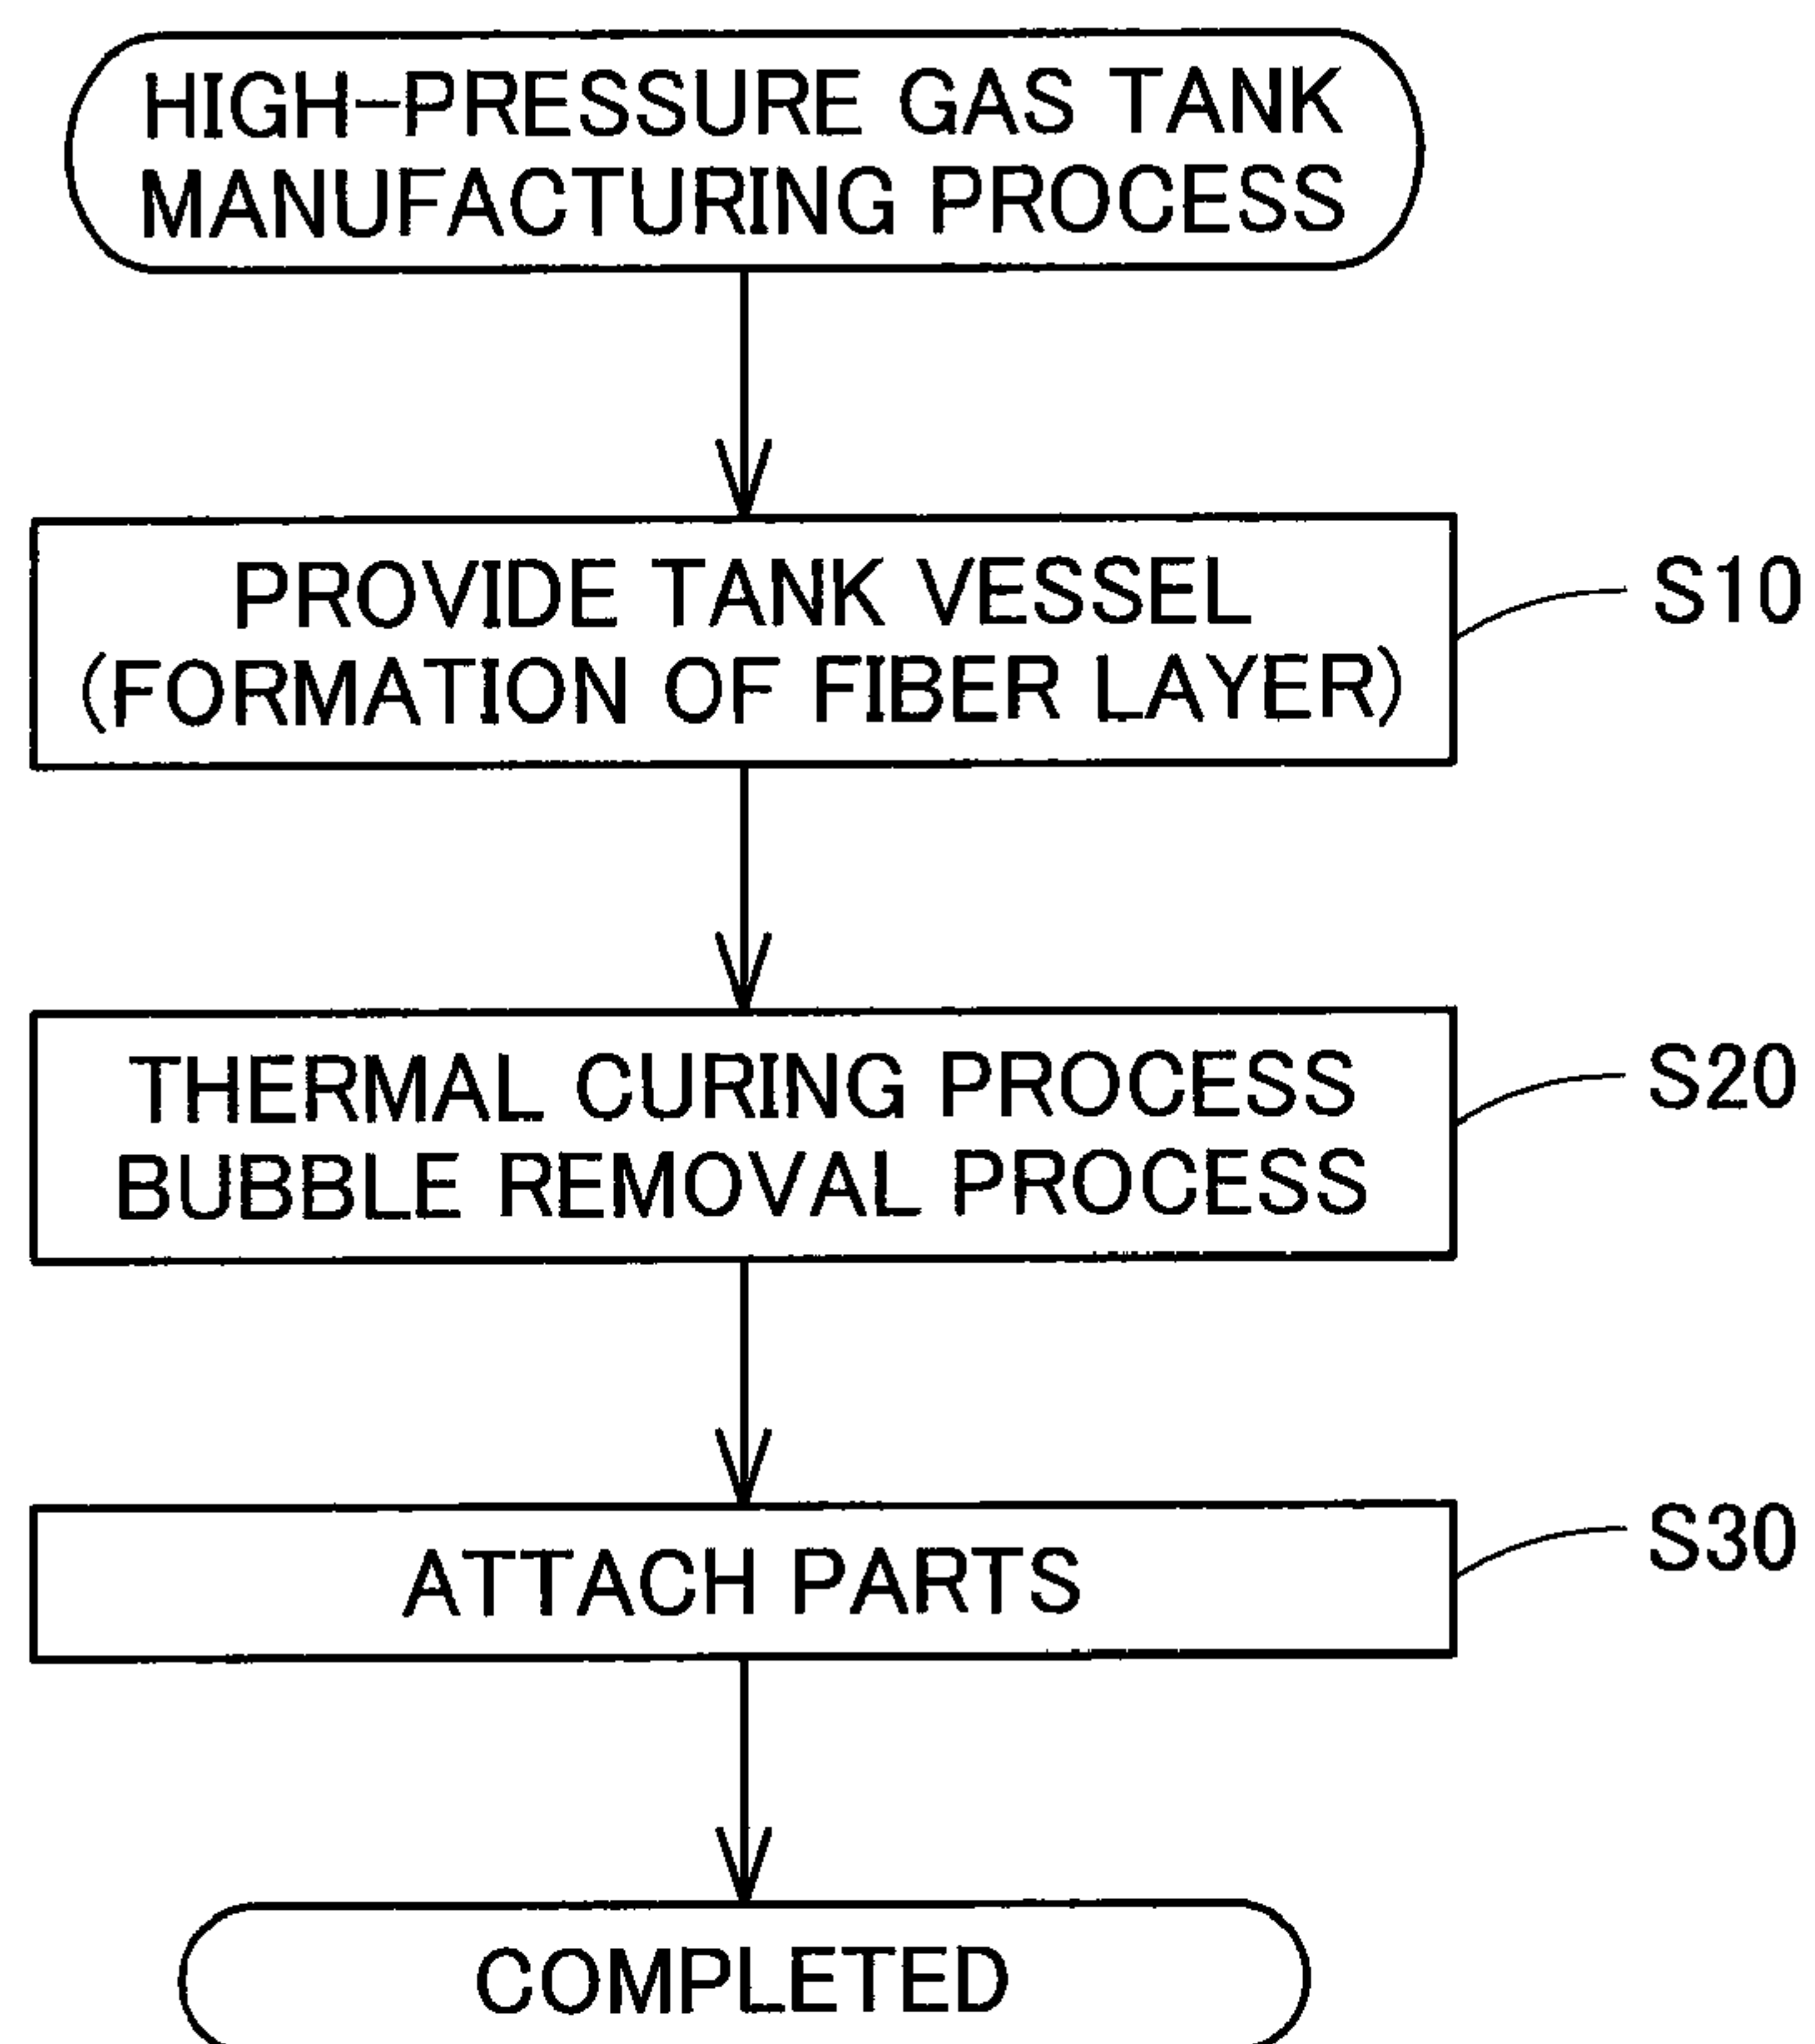 HIGH-PRESSURE GAS TANK
MANUFACTURING PROCESS
PROVIDE TANK VESSEL
(FORMATION OF FIBER LAYER)
S10
THERMAL CURING PROCESS
BUBBLE REMOVAL PROCESS
S20
ATTACH PARTS
S30
COMPLETED